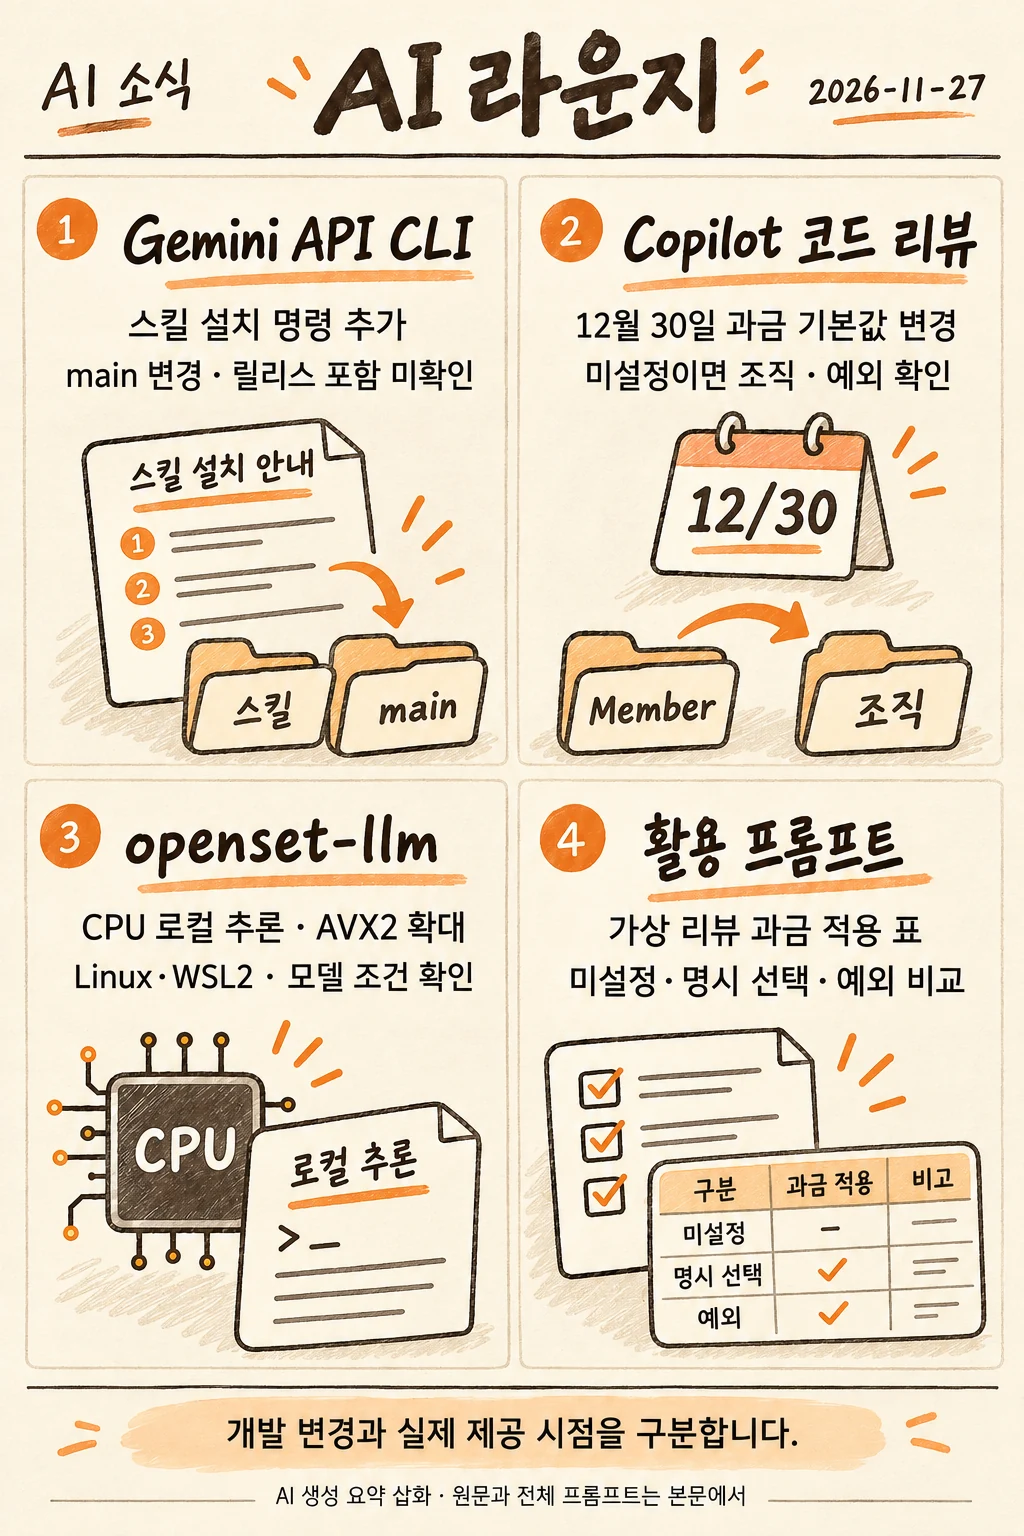 AI 소식
AI 라운지
2026-11-27
1
Gemini API CLI
스킬 설치 명령 추가
main 변경 · 릴리스 포함 미확인
스킬 설치 안내
1
2
3
스킬
main
2
Copilot 코드 리뷰
12월 30일 과금 기본값 변경
미설정이면 조직 · 예외 확인
12/30
Member
조직
3
openset-llm
CPU 로컬 추론 · AVX2 확대
Linux · WSL2 · 모델 조건 확인
CPU
로컬 추론
>_
4
활용 프롬프트
가상 리뷰 과금 적용 표
미설정 · 명시 선택 · 예외 비교
구분 과금 적용 비고
미설정 –
명시 선택 ✓
예외 ✓
개발 변경과 실제 제공 시점을 구분합니다.
AI 생성 요약 삽화 · 원문과 전체 프롬프트는 본문에서